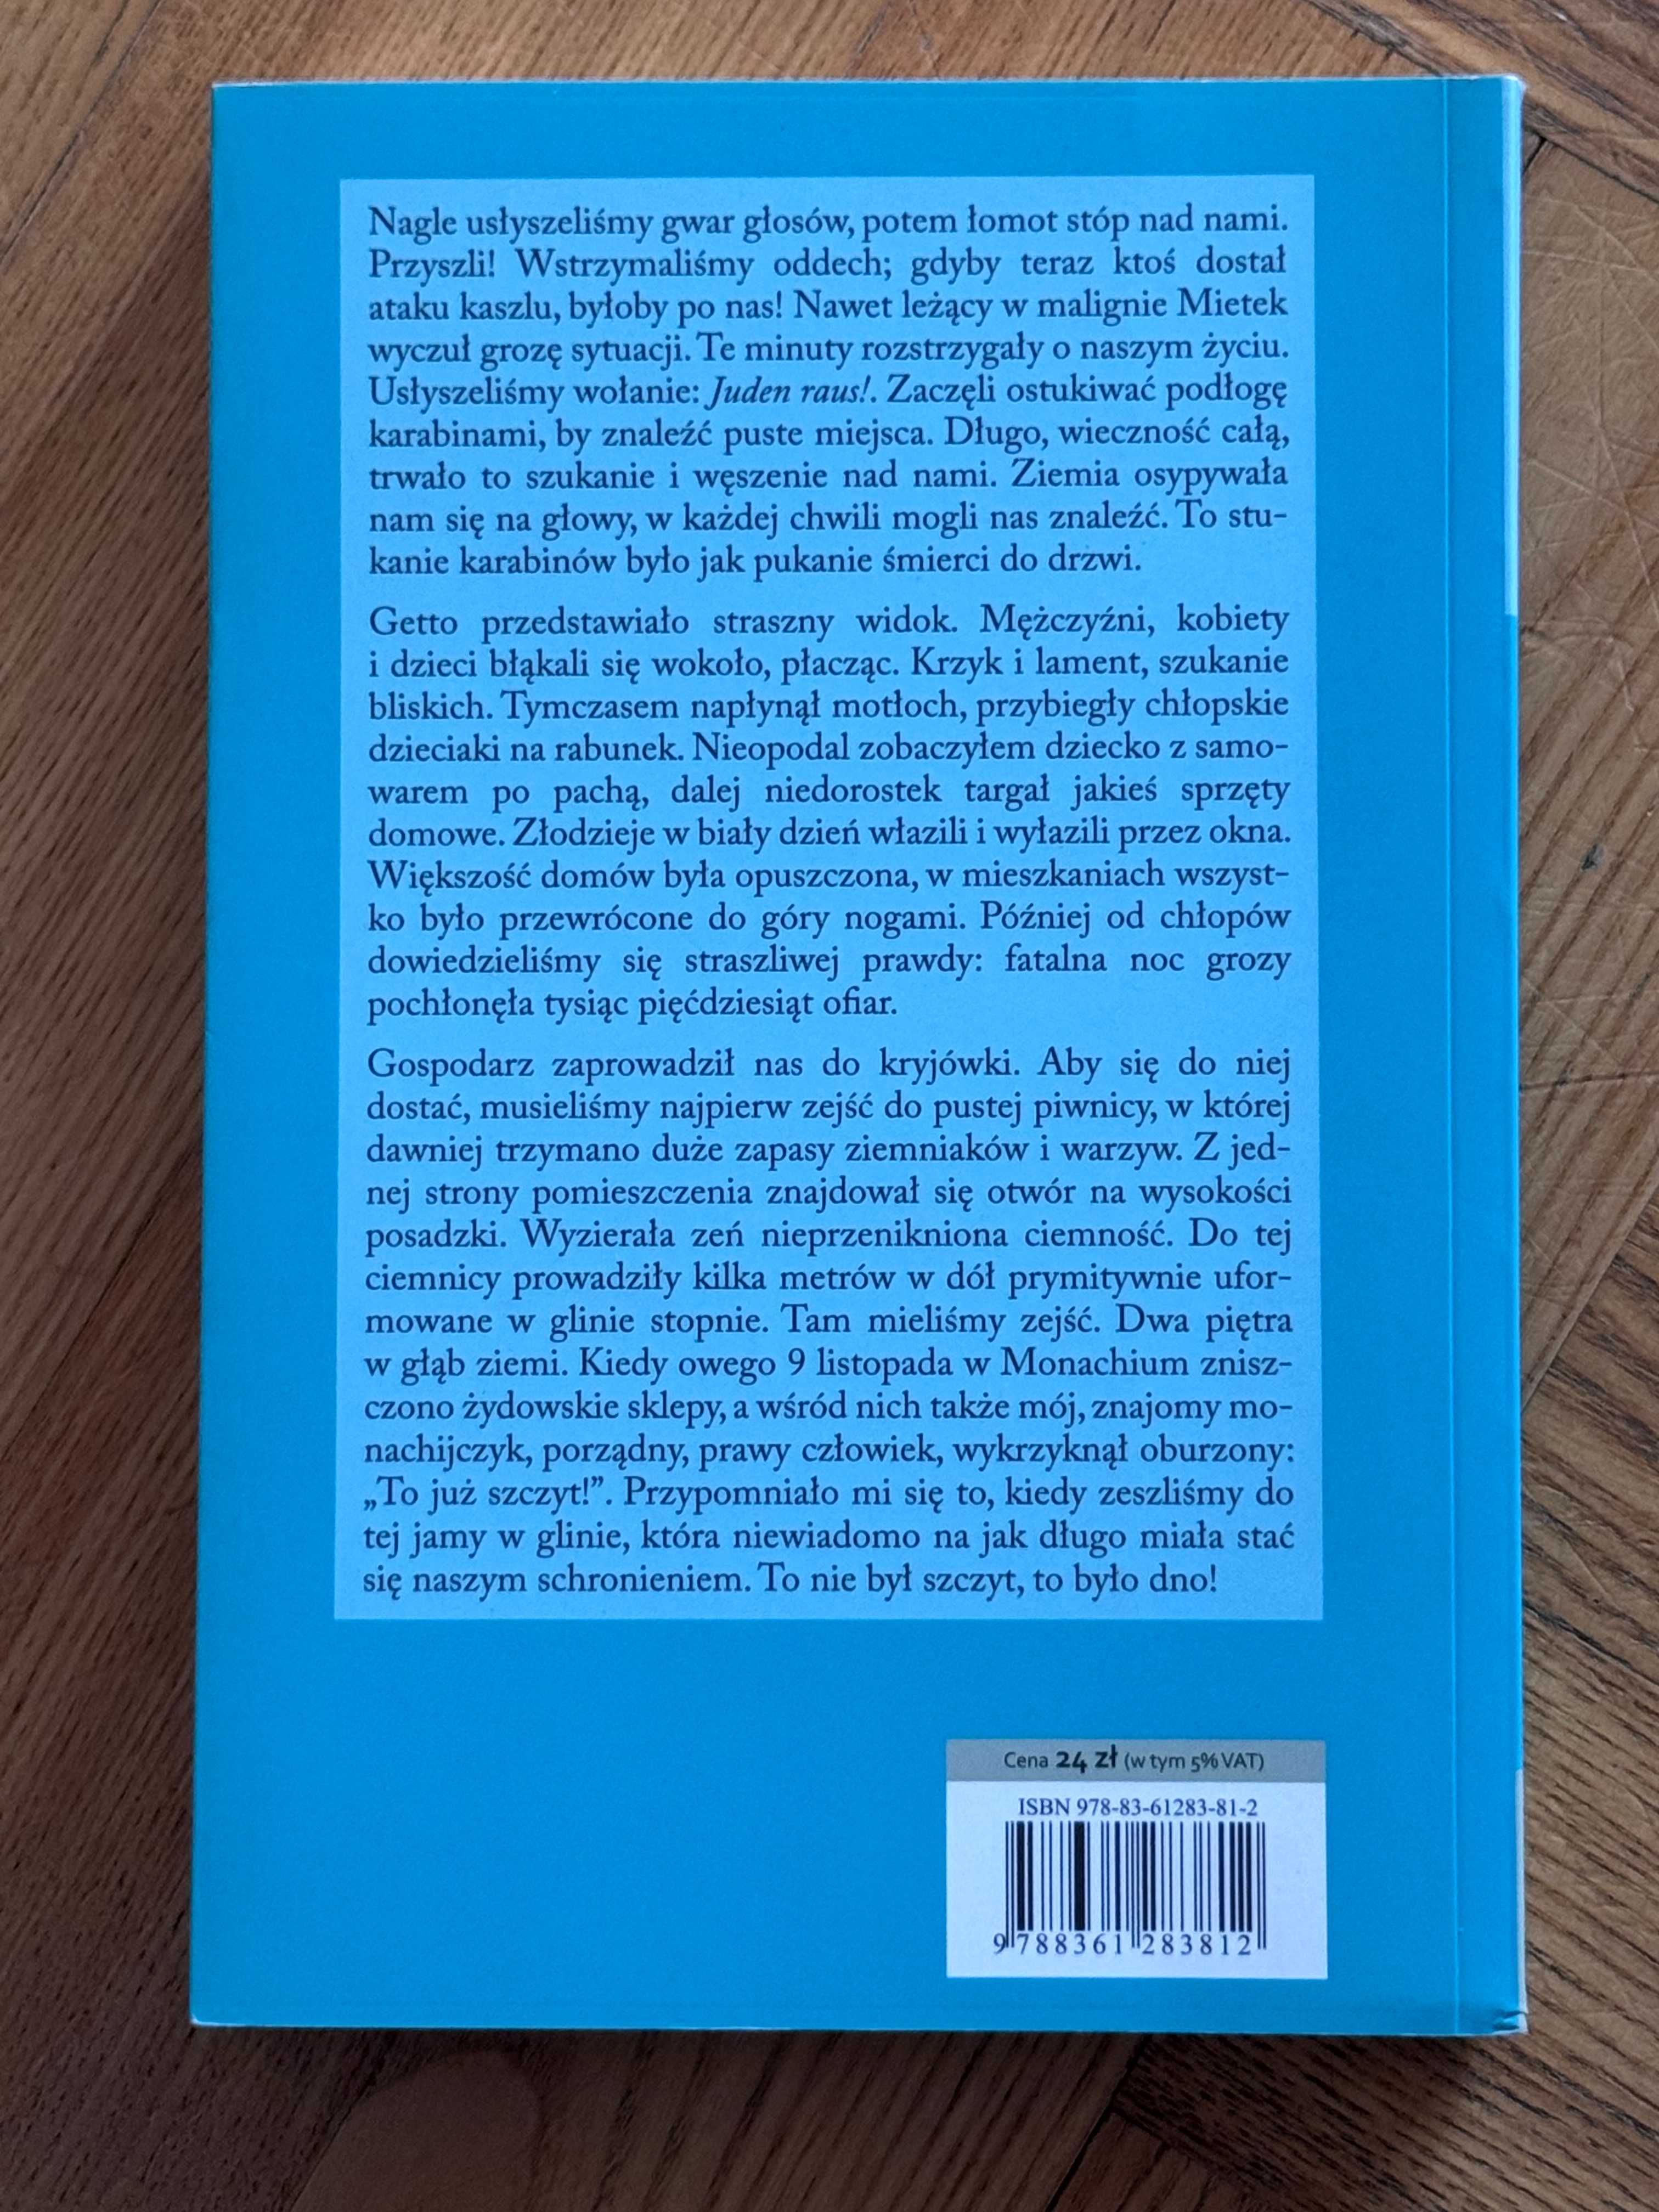 Nagle usłyszeliśmy gwar głosów, potem łomot stóp nad nami.
Przyszli! Wstrzymaliśmy oddech; gdyby teraz ktoś dostał
ataku kaszlu, byłoby po nas! Nawet leżący w malignie Mietek
wyczuł grozę sytuacji. Te minuty rozstrzygały o naszym życiu.
Usłyszeliśmy wołanie: Juden raus!. Zaczęli ostukiwać podłogę
karabinami, by znaleźć puste miejsca. Długo, wieczność całą,
trwało to szukanie i węszenie nad nami. Ziemia osypywała
nam się na głowy, w każdej chwili mogli nas znaleźć. To stu-
kanie karabinów było jak pukanie śmierci do drzwi.
Getto przedstawiało straszny widok. Mężczyźni, kobiety
i dzieci błąkali się wokoło, płacząc. Krzyk i lament, szukanie
bliskich. Tymczasem napłynął motłoch, przybiegły chłopskie
dzieciaki na rabunek. Nieopodal zobaczyłem dziecko z samo-
warem po pachą, dalej niedorostek targał jakieś sprzęty
domowe. Złodzieje w biały dzień włazili i wyłazili przez okna.
Większość domów była opuszczona, w mieszkaniach wszyst-
ko było przewrócone do góry nogami. Później od chłopów
dowiedzieliśmy się straszliwej prawdy: fatalna noc grozy
pochłonęła tysiąc pięćdziesiąt ofiar.
Gospodarz zaprowadził nas do kryjówki. Aby się do niej
dostać, musieliśmy najpierw zejść do pustej piwnicy, w której
dawniej trzymano duże zapasy ziemniaków i warzyw. Z jed-
nej strony pomieszczenia znajdował się otwór na wysokości
posadzki. Wyzierała zeń nieprzenikniona ciemność. Do tej
ciemnicy prowadziły kilka metrów w dół prymitywnie ufor-
mowane w glinie stopnie. Tam mieliśmy zejść. Dwa piętra
w głąb ziemi. Kiedy owego 9 listopada w Monachium znisz-
czono żydowskie sklepy, a wśród nich także mój, znajomy mo-
nachijczyk, porządny, prawy człowiek, wykrzyknął oburzony:
„To już szczyt!”. Przypomniało mi się to, kiedy zeszliśmy do
tej jamy w glinie, która niewiadomo na jak długo miała stać
się naszym schronieniem. To nie był szczyt, to było dno!
Cena 24 zł (w tym 5% VAT)
ISBN 978-83-61283-81-2
9 788361 283812